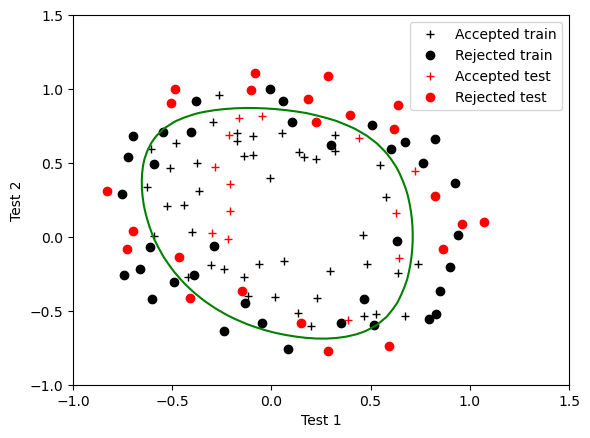 1.5
1.0
0.5
0.0
−0.5
−1.0
Test 2
Accepted train
Rejected train
Accepted test
Rejected test
−1.0 −0.5 0.0 0.5 1.0 1.5
Test 1